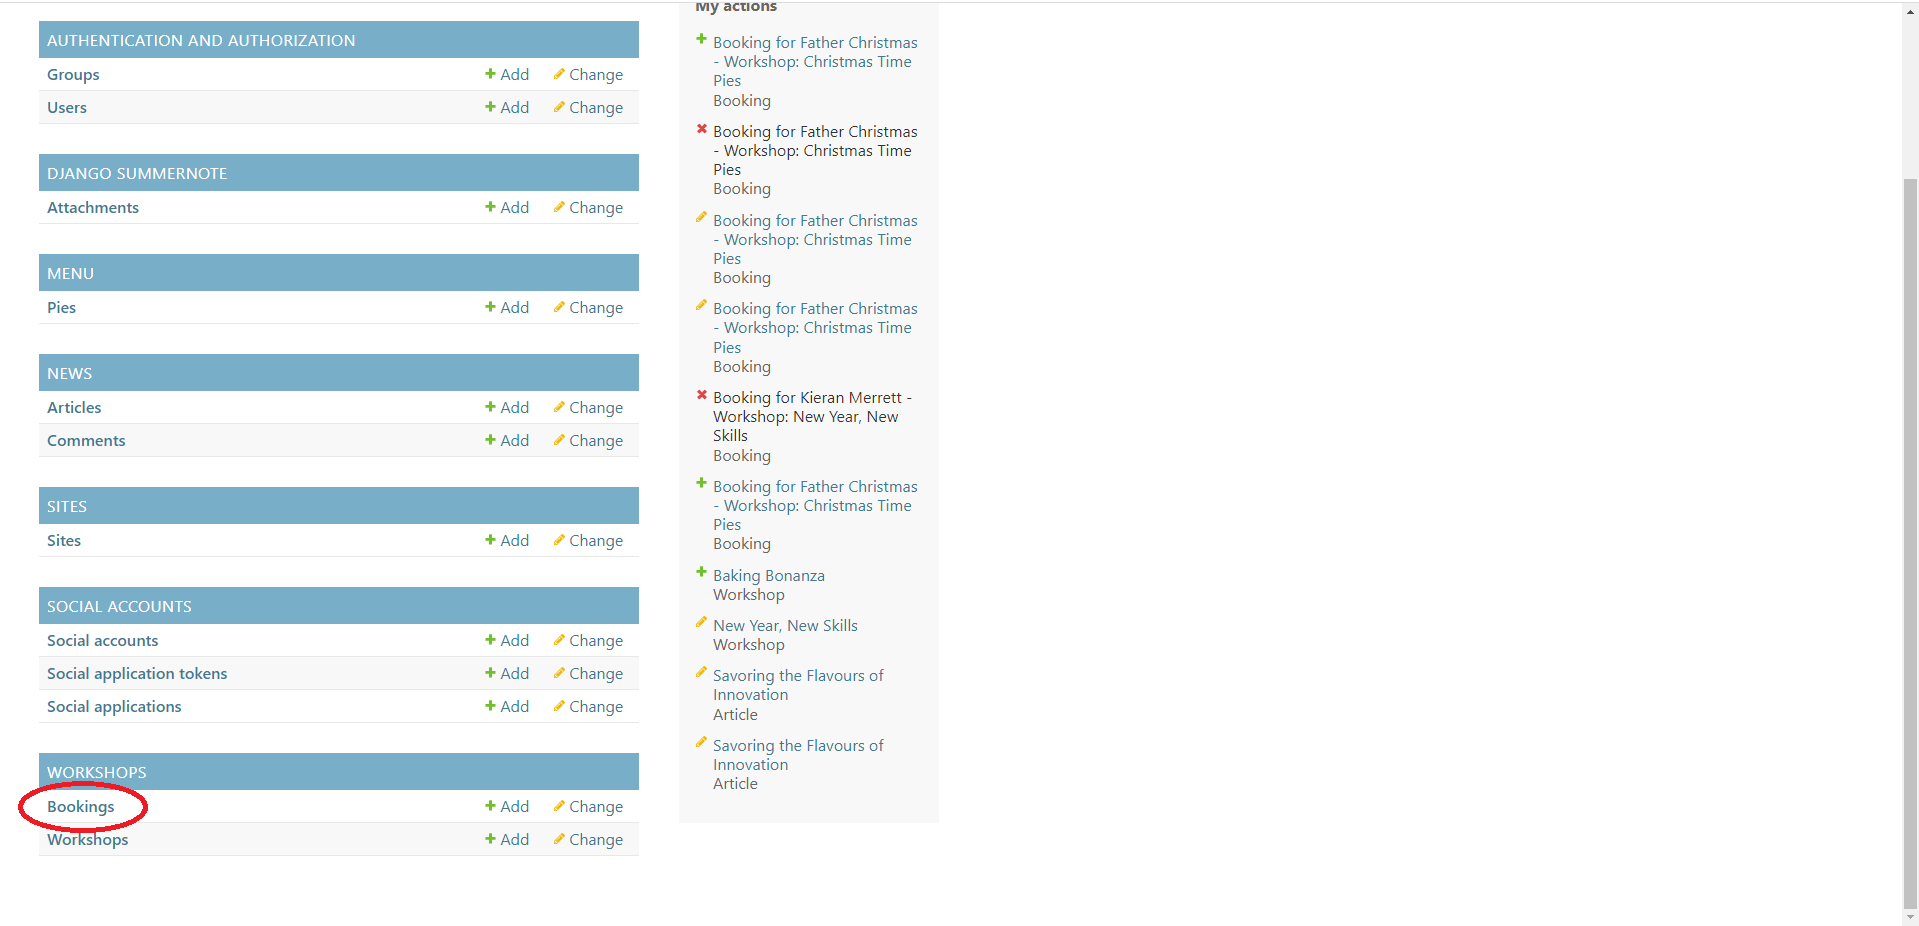 AUTHENTICATION AND AUTHORIZATION
Groups Add Change
Users Add Change
DJANGO SUMMERNOTE
Attachments Add Change
MENU
Pies Add Change
NEWS
Articles Add Change
Comments Add Change
SITES
Sites Add Change
SOCIAL ACCOUNTS
Social accounts Add Change
Social application tokens Add Change
Social applications Add Change
WORKSHOPS
Bookings Add Change
Workshops Add Change
My actions
Booking for Father Christmas
- Workshop: Christmas Time
Pies
Booking
Booking for Father Christmas
- Workshop: Christmas Time
Pies
Booking
Booking for Father Christmas
- Workshop: Christmas Time
Pies
Booking
Booking for Father Christmas
- Workshop: Christmas Time
Pies
Booking
Booking for Kieran Merrett -
Workshop: New Year, New
Skills
Booking
Booking for Father Christmas
- Workshop: Christmas Time
Pies
Booking
Baking Bonanza
Workshop
New Year, New Skills
Workshop
Savoring the Flavours of
Innovation
Article
Savoring the Flavours of
Innovation
Article